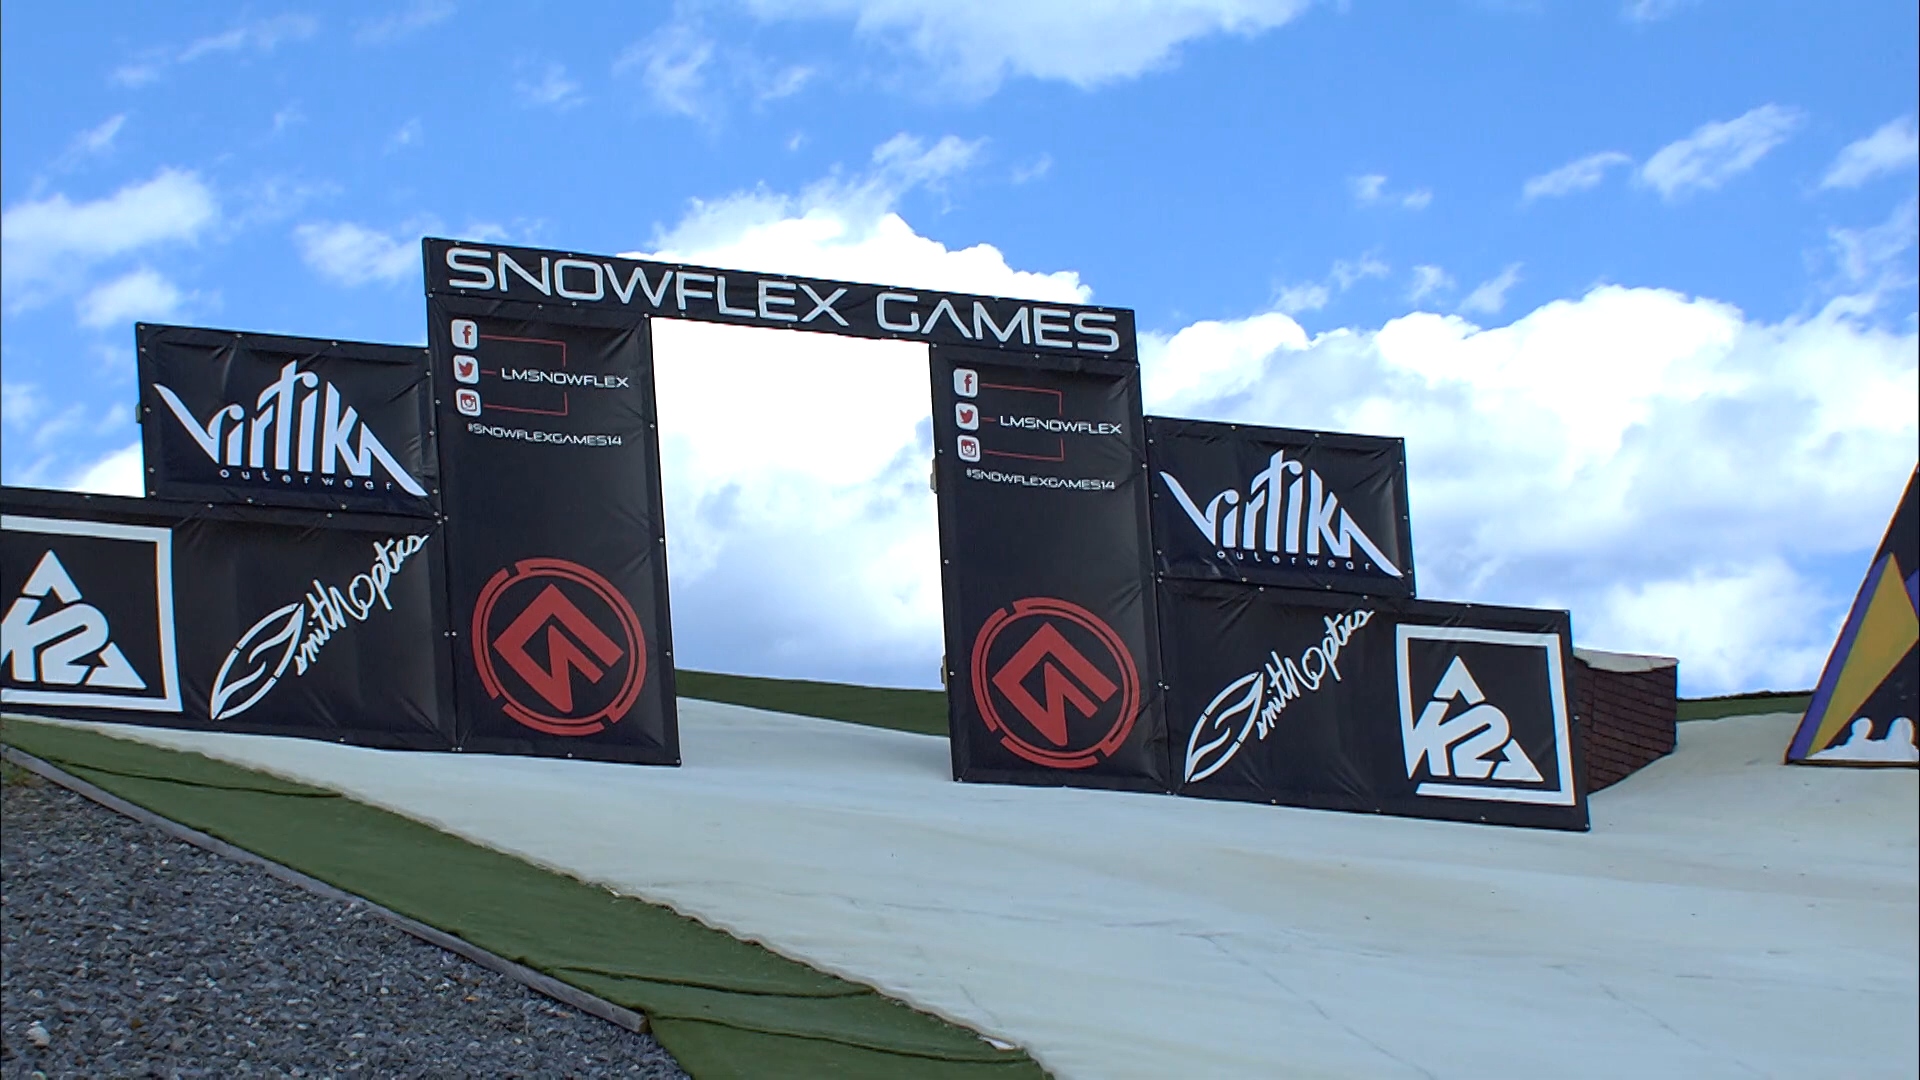 SNOWFLEX GAMES
LMSNOWFLEX
#SNOWFLEXGAMES14
LMSNOWFLEX
#SNOWFLEXGAMES14
Virtika
outerwear
Virtika
outerwear
K2
Smith optics
Smith optics
K2